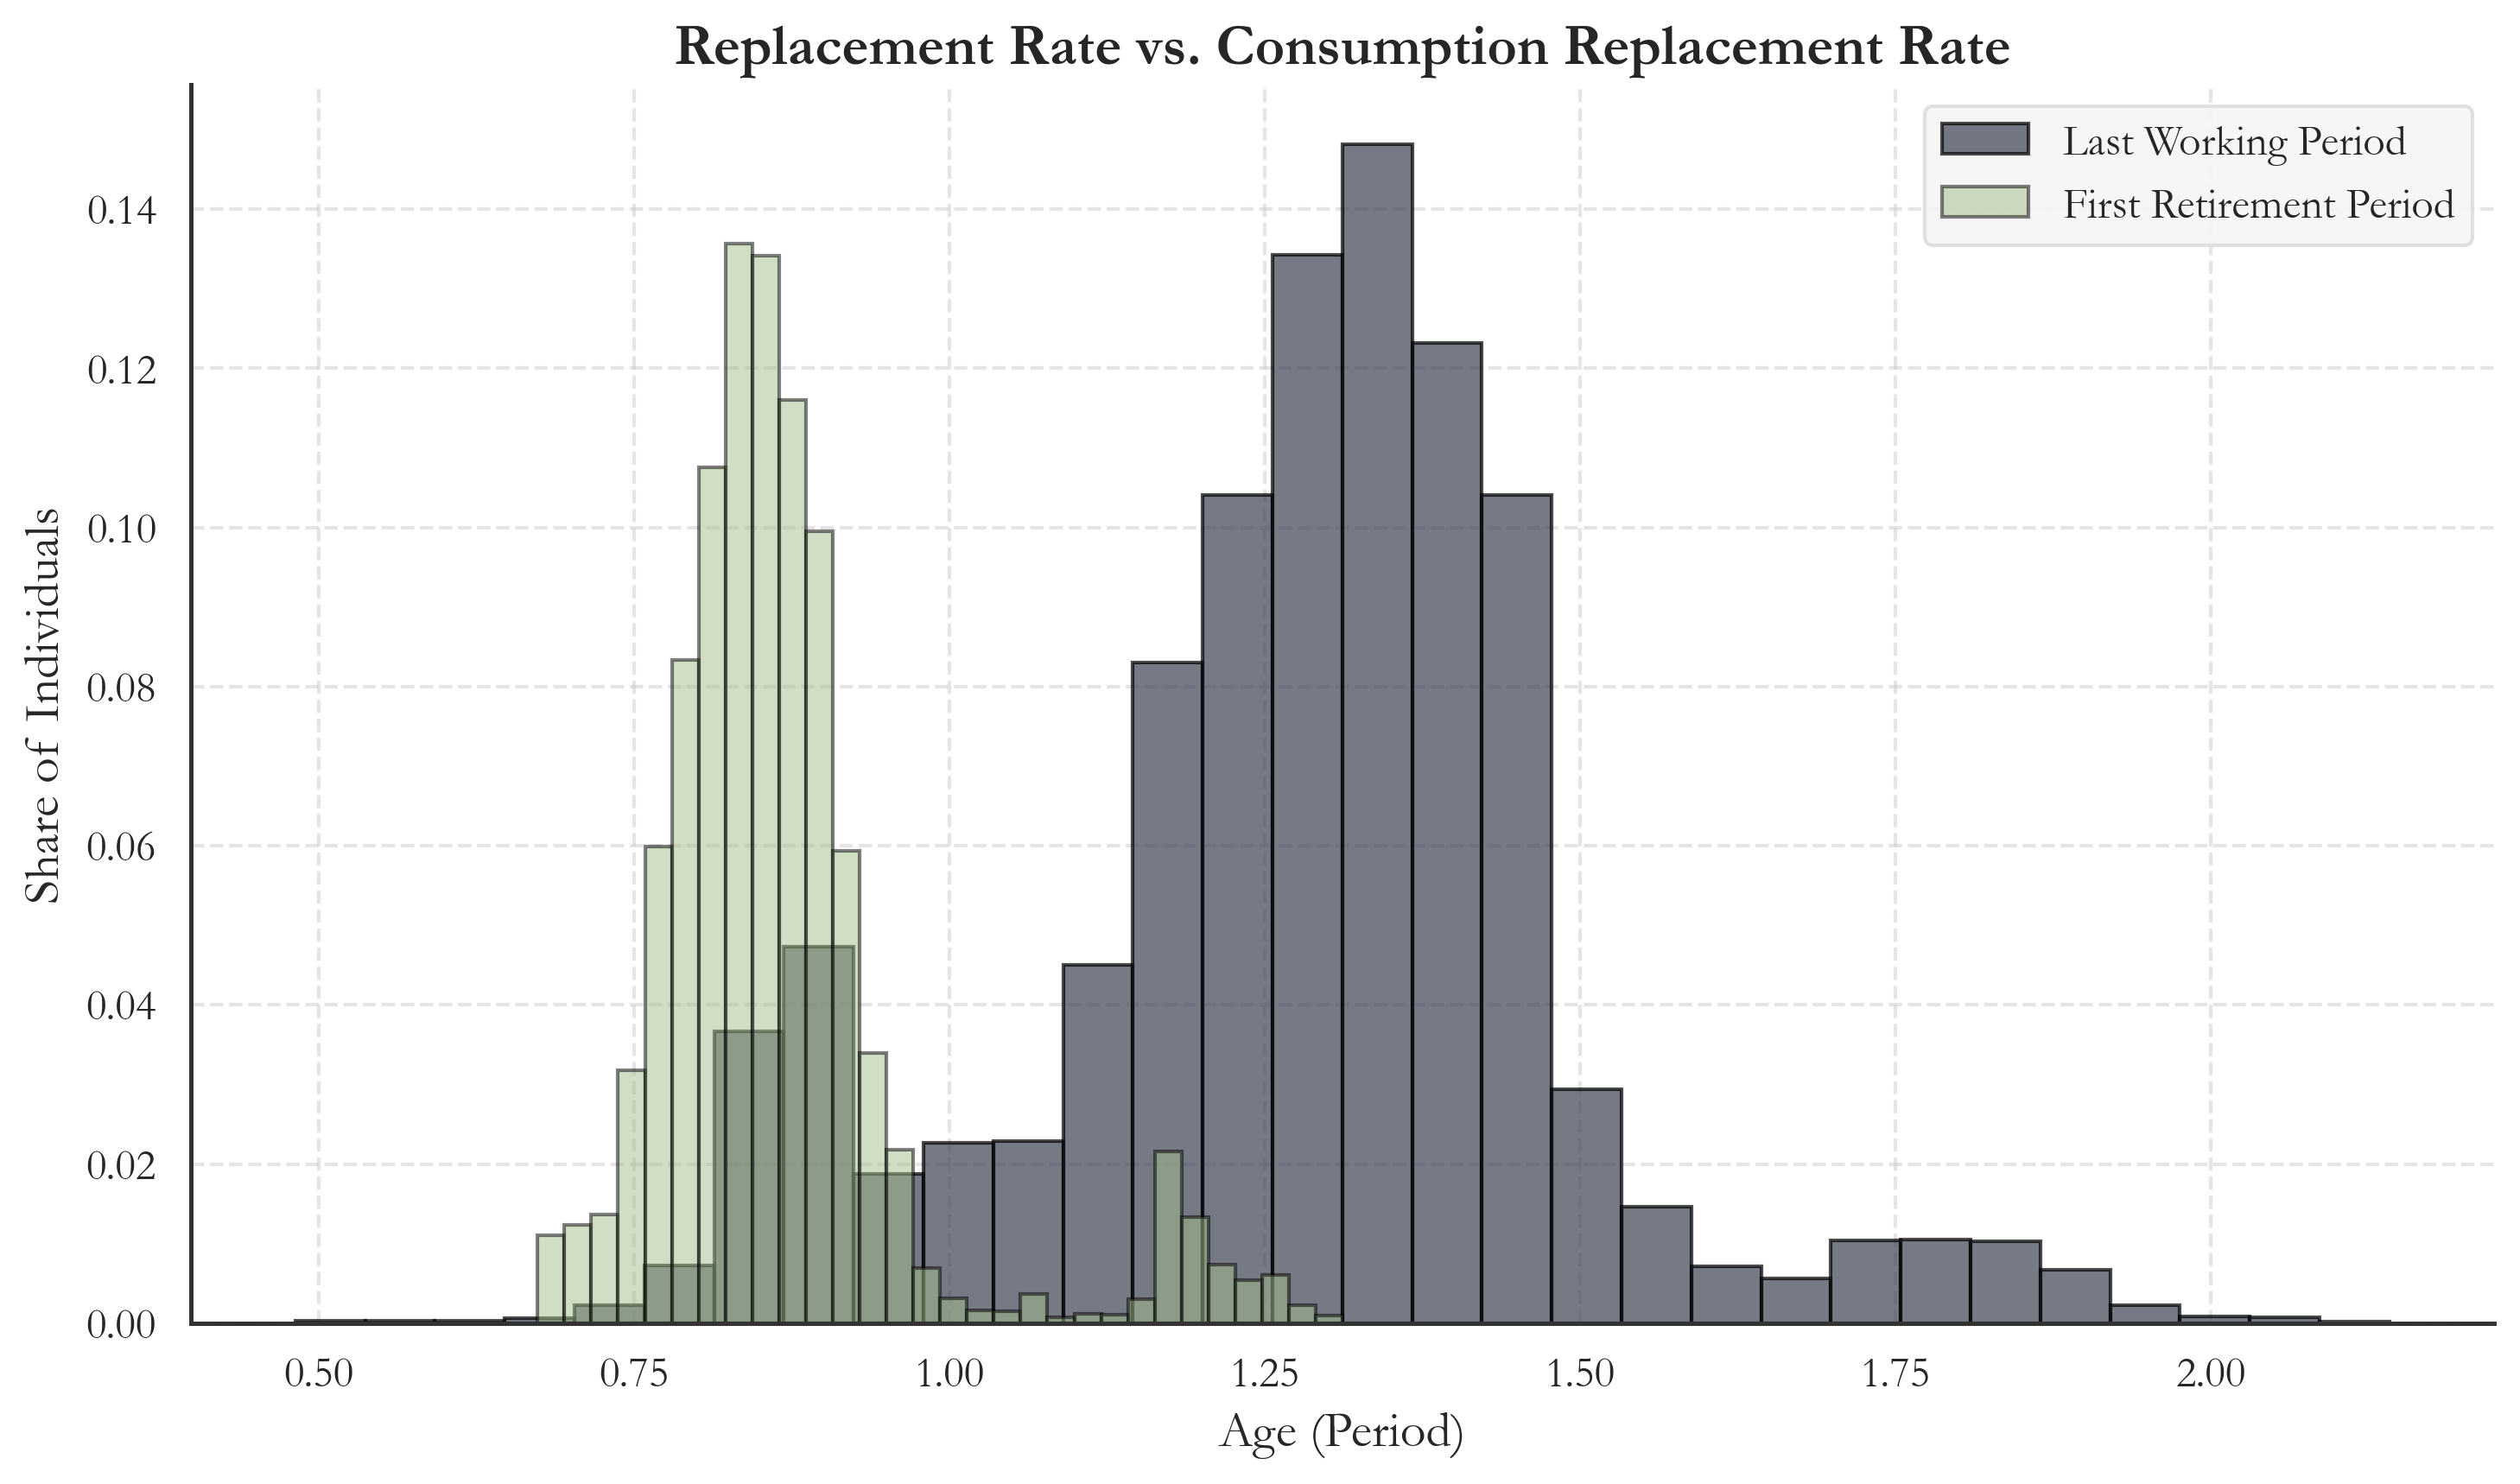 Replacement Rate vs. Consumption Replacement Rate
Last Working Period
First Retirement Period
Share of Individuals
0.14
0.12
0.10
0.08
0.06
0.04
0.02
0.00
0.50 0.75 1.00 1.25 1.50 1.75 2.00
Age (Period)